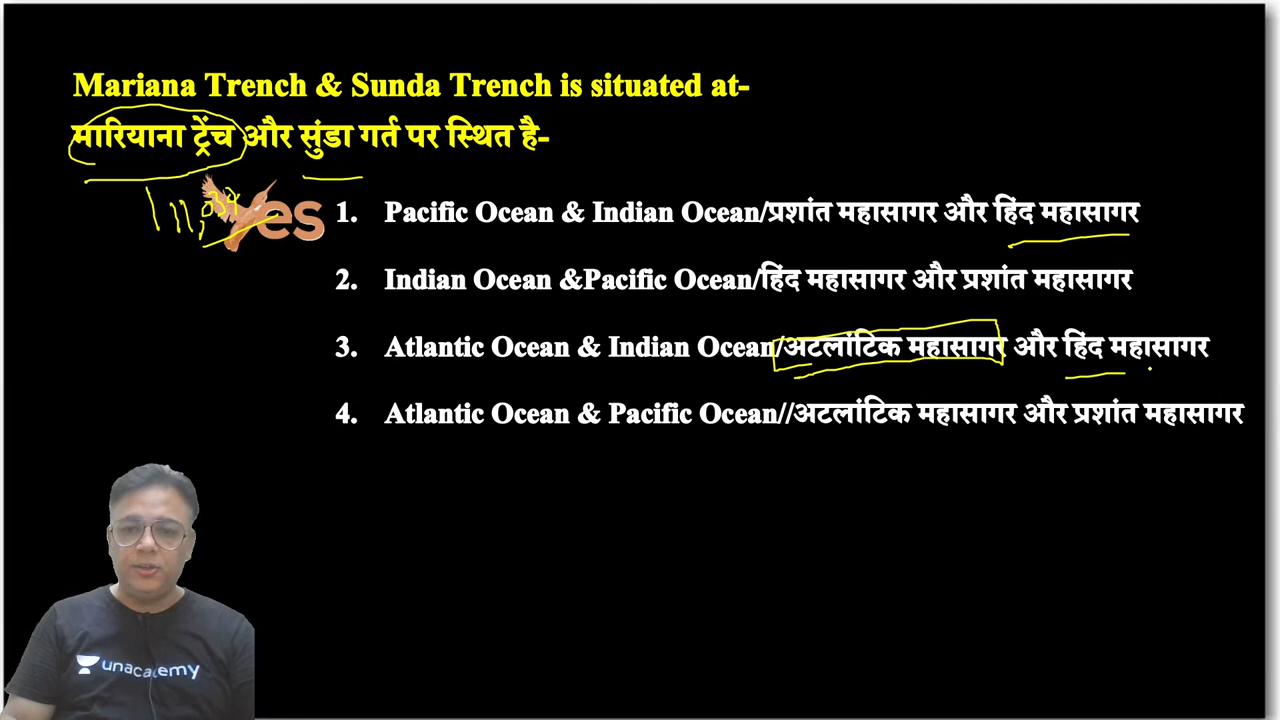 Mariana Trench & Sunda Trench is situated at-
मारियाना ट्रेंच और सुंडा गर्त पर स्थित है-
Yes
1. Pacific Ocean & Indian Ocean/प्रशांत महासागर और हिंद महासागर
2. Indian Ocean &Pacific Ocean/हिंद महासागर और प्रशांत महासागर
3. Atlantic Ocean & Indian Ocean/अटलांटिक महासागर और हिंद महासागर
4. Atlantic Ocean & Pacific Ocean//अटलांटिक महासागर और प्रशांत महासागर
unacademy